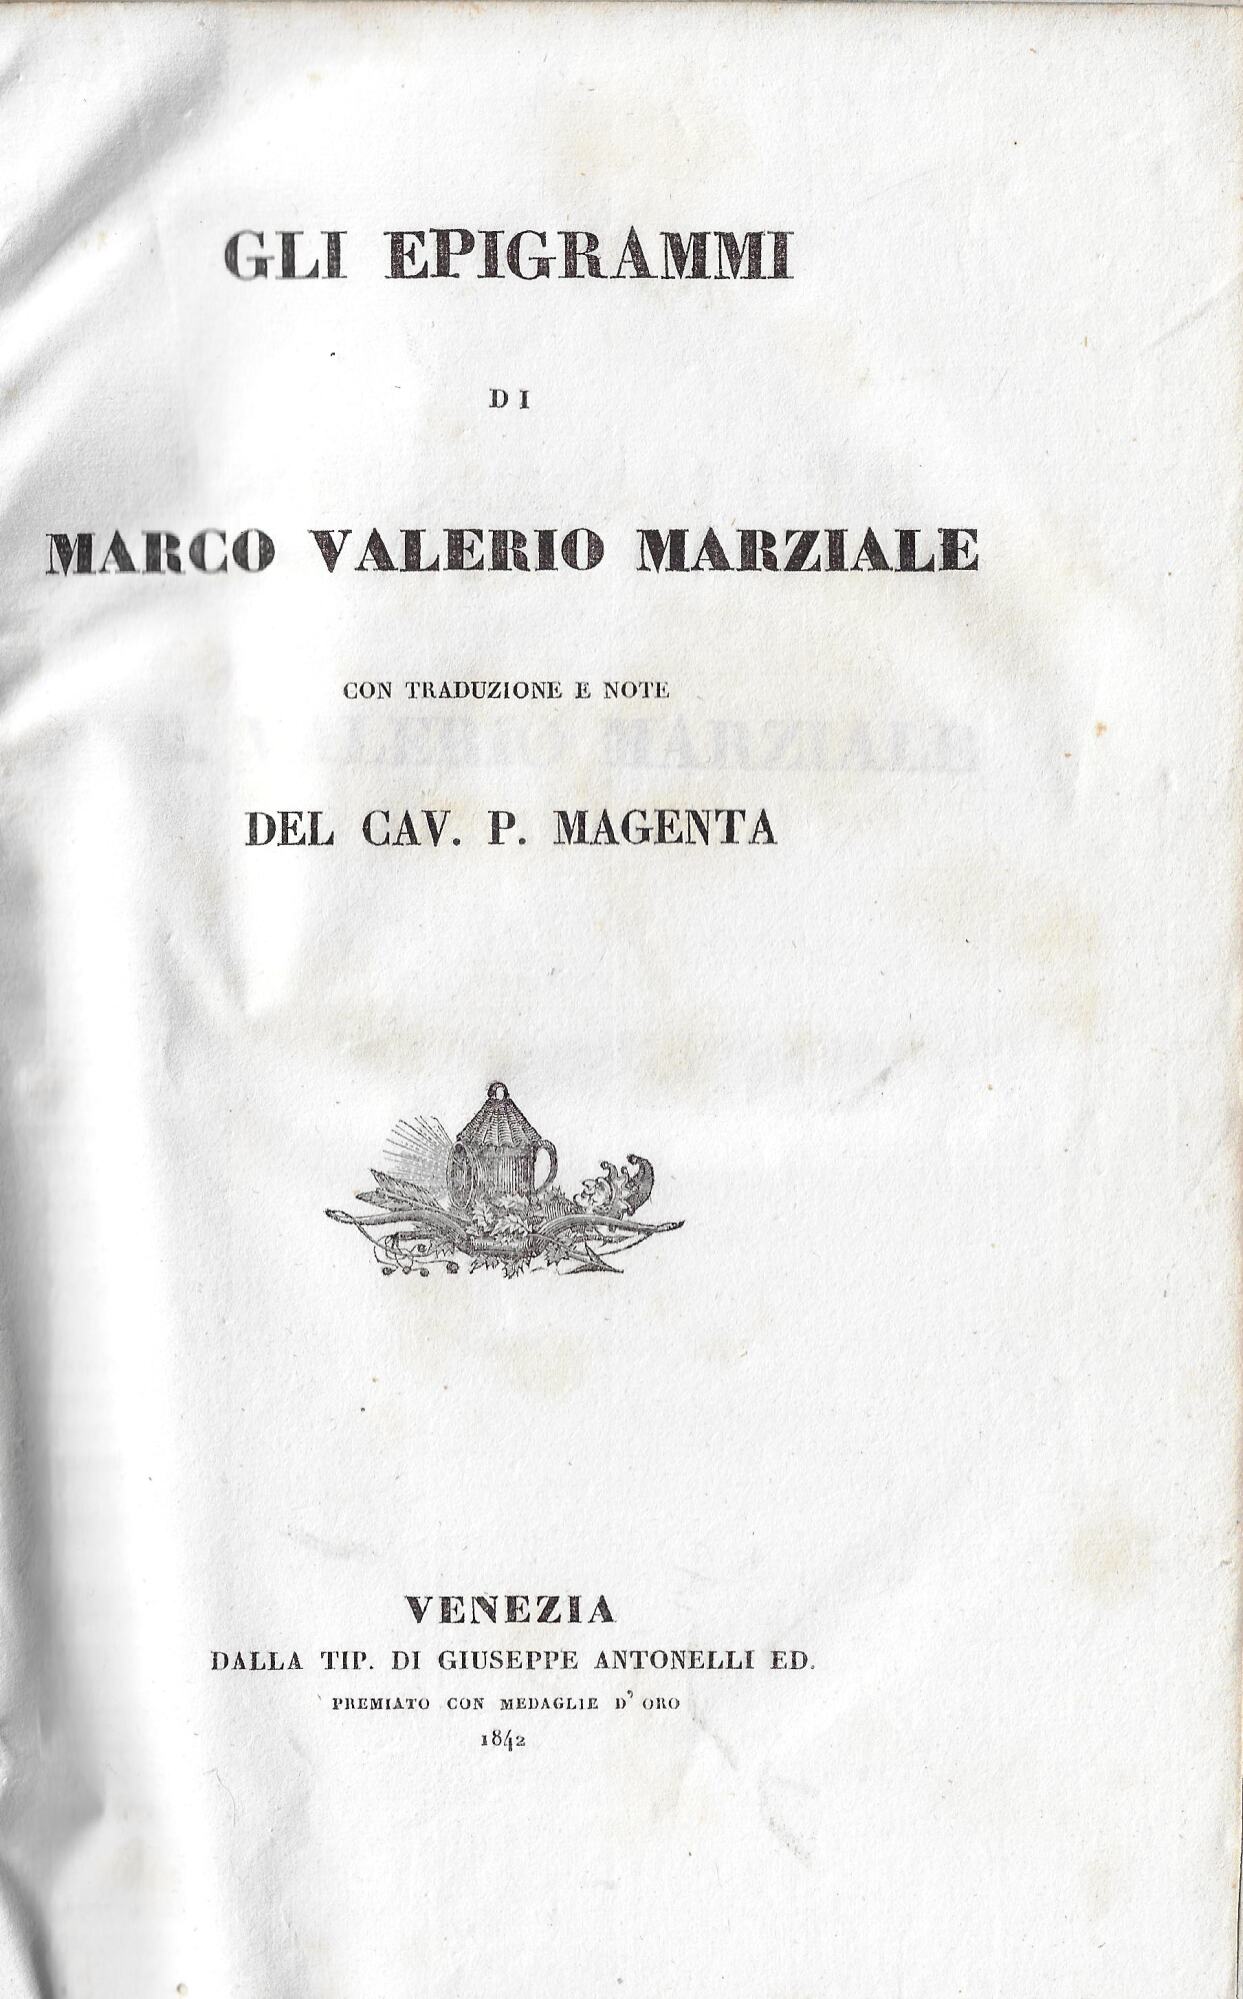 GLI EPIGRAMMI
DI
MARCO VALERIO MARZIALE
CON TRADUZIONE E NOTE
DEL CAV. P. MAGENTA
VENEZIA
DALLA TIP. DI GIUSEPPE ANTONELLI ED.
PREMIATO CON MEDAGLIE D' ORO
1842